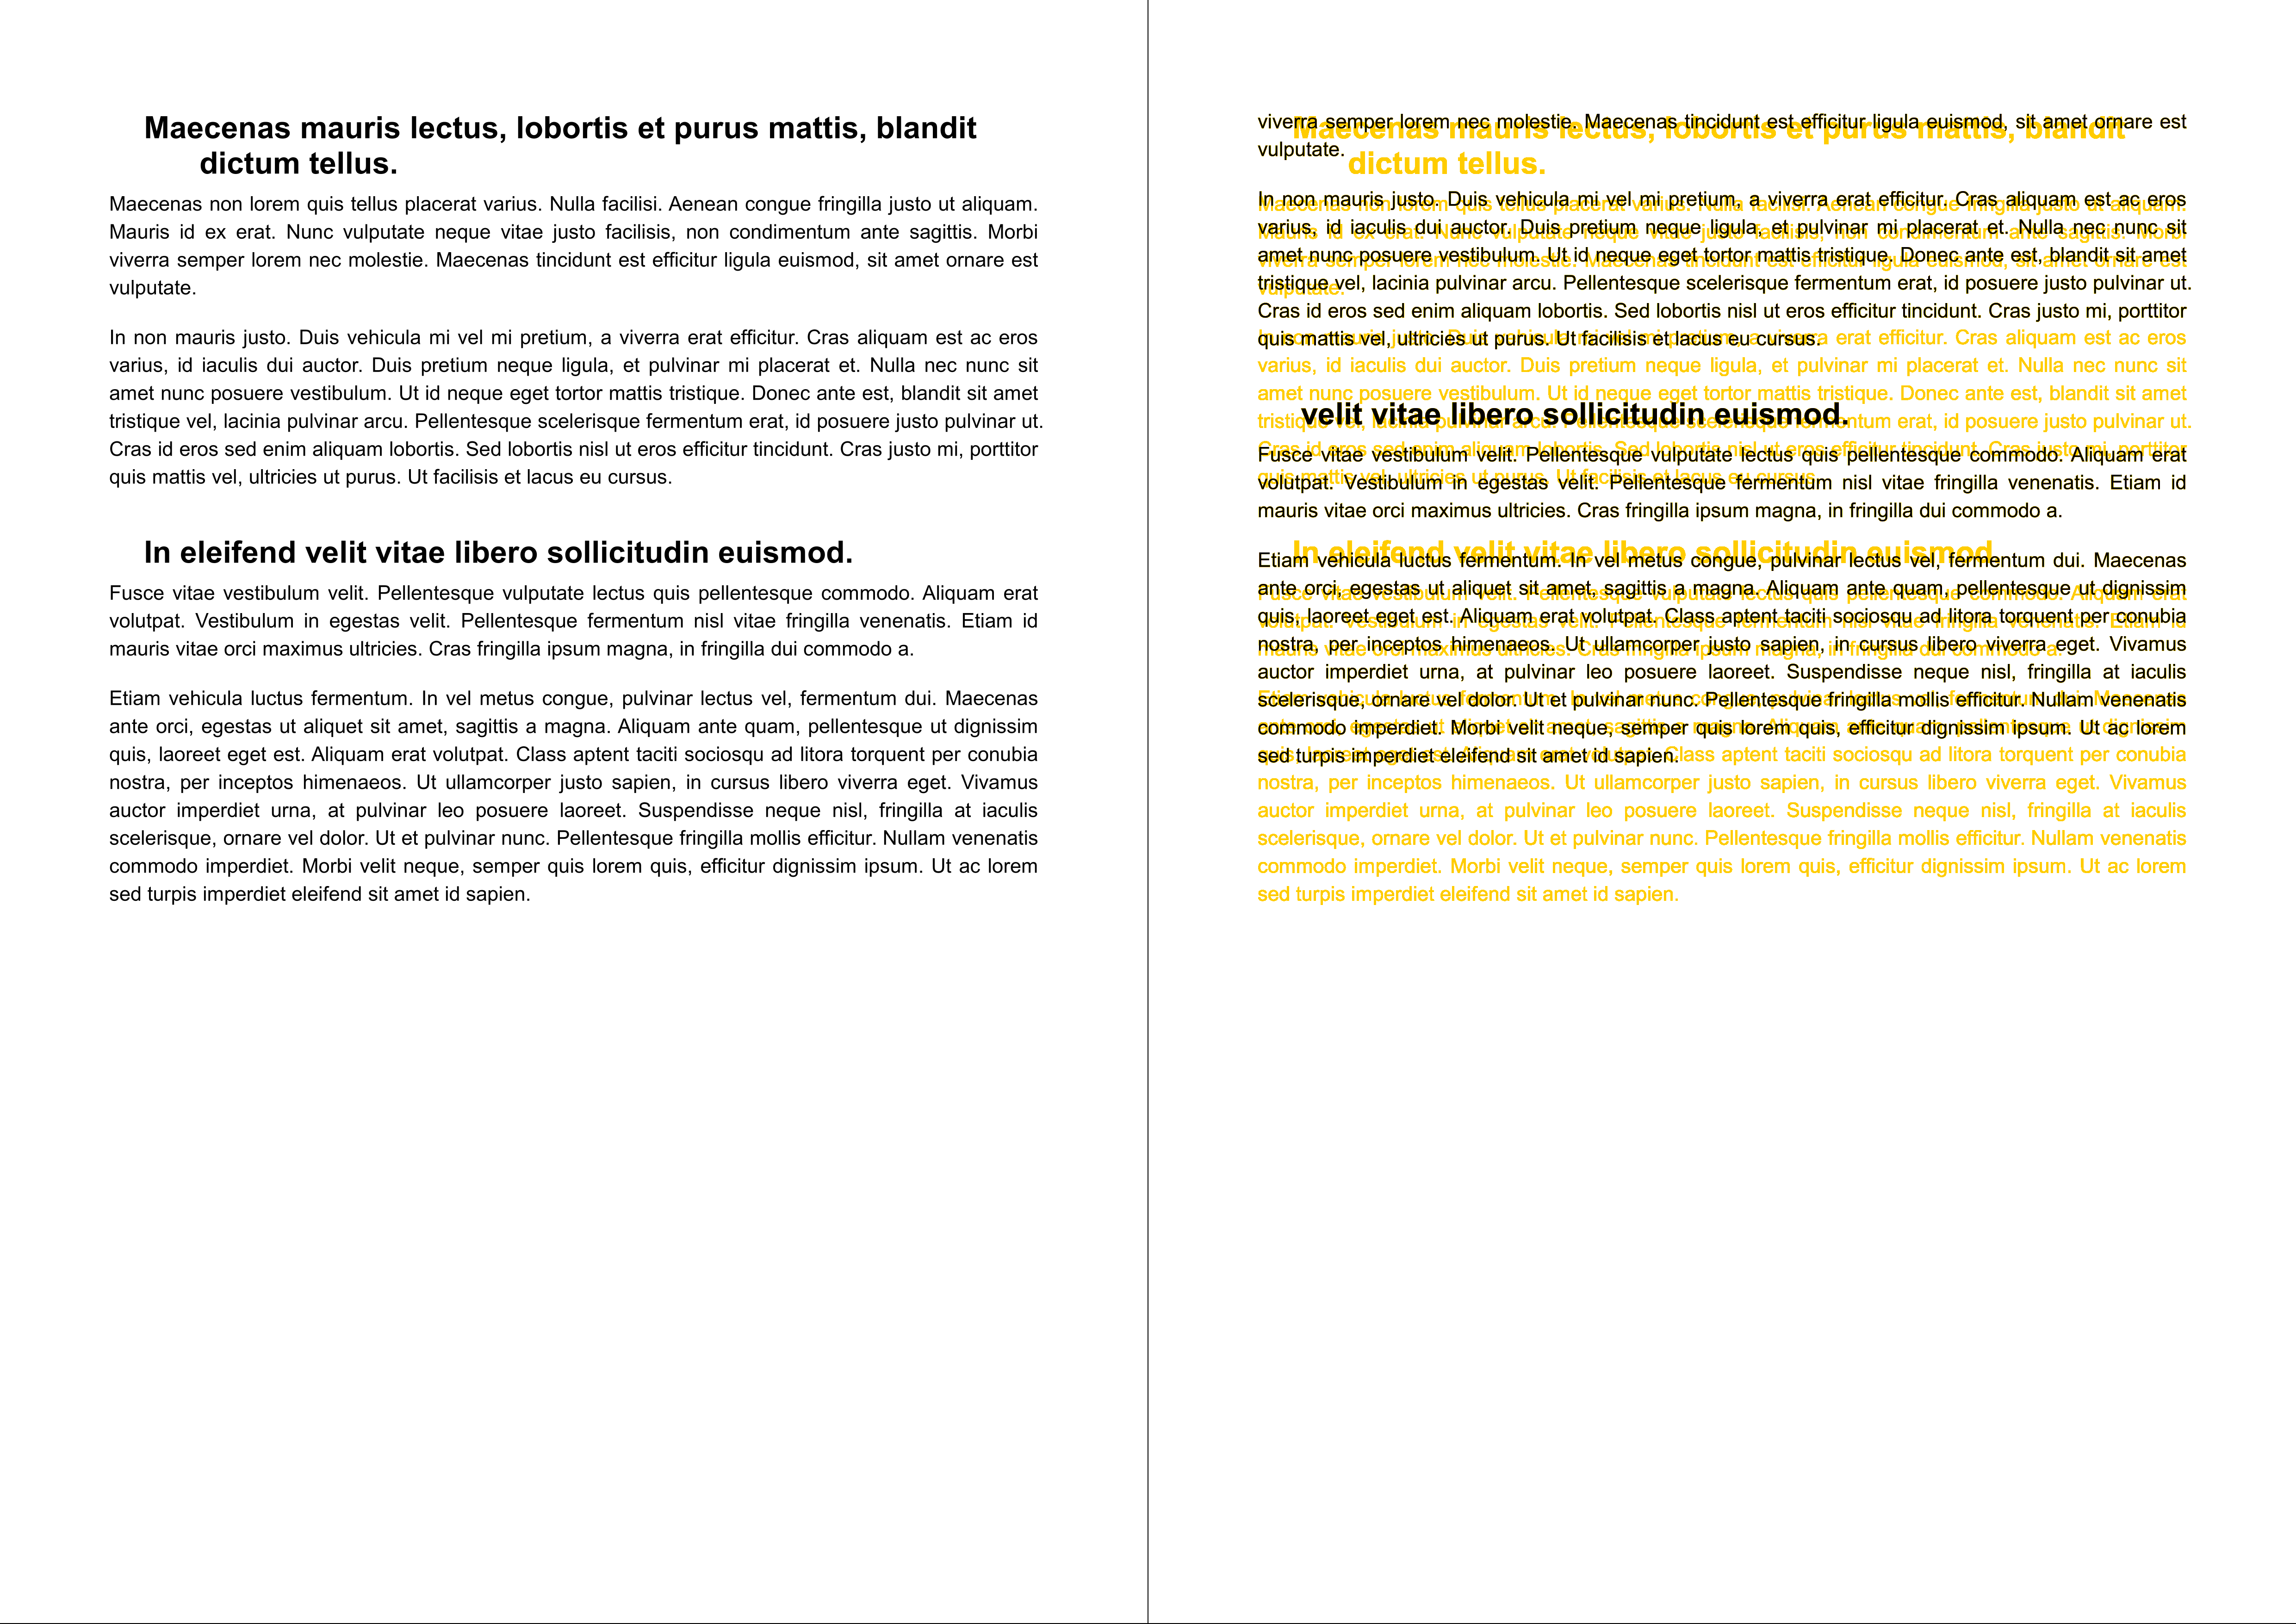 Maecenas mauris lectus, lobortis et purus mattis, blandit
dictum tellus.
Maecenas non lorem quis tellus placerat varius. Nulla facilisi. Aenean congue fringilla justo ut aliquam.
Mauris id ex erat. Nunc vulputate neque vitae justo facilisis, non condimentum ante sagittis. Morbi
viverra semper lorem nec molestie. Maecenas tincidunt est efficitur ligula euismod, sit amet ornare est
vulputate.
In non mauris justo. Duis vehicula mi vel mi pretium, a viverra erat efficitur. Cras aliquam est ac eros
varius, id iaculis dui auctor. Duis pretium neque ligula, et pulvinar mi placerat et. Nulla nec nunc sit
amet nunc posuere vestibulum. Ut id neque eget tortor mattis tristique. Donec ante est, blandit sit amet
tristique vel, lacinia pulvinar arcu. Pellentesque scelerisque fermentum erat, id posuere justo pulvinar ut.
Cras id eros sed enim aliquam lobortis. Sed lobortis nisl ut eros efficitur tincidunt. Cras justo mi, porttitor
quis mattis vel, ultricies ut purus. Ut facilisis et lacus eu cursus.
In eleifend velit vitae libero sollicitudin euismod.
Fusce vitae vestibulum velit. Pellentesque vulputate lectus quis pellentesque commodo. Aliquam erat
volutpat. Vestibulum in egestas velit. Pellentesque fermentum nisl vitae fringilla venenatis. Etiam id
mauris vitae orci maximus ultricies. Cras fringilla ipsum magna, in fringilla dui commodo a.
Etiam vehicula luctus fermentum. In vel metus congue, pulvinar lectus vel, fermentum dui. Maecenas
ante orci, egestas ut aliquet sit amet, sagittis a magna. Aliquam ante quam, pellentesque ut dignissim
quis, laoreet eget est. Aliquam erat volutpat. Class aptent taciti sociosqu ad litora torquent per conubia
nostra, per inceptos himenaeos. Ut ullamcorper justo sapien, in cursus libero viverra eget. Vivamus
auctor imperdiet urna, at pulvinar leo posuere laoreet. Suspendisse neque nisl, fringilla at iaculis
scelerisque, ornare vel dolor. Ut et pulvinar nunc. Pellentesque fringilla mollis efficitur. Nullam venenatis
commodo imperdiet. Morbi velit neque, semper quis lorem quis, efficitur dignissim ipsum. Ut ac lorem
sed turpis imperdiet eleifend sit amet id sapien.
viverra semper lorem nec molestie. Maecenas tincidunt est efficitur ligula euismod, sit amet ornare est
Maecenas mauris lectus, lobortis et purus mattis, blandit
vulputate.
dictum tellus.
In non mauris justo. Duis vehicula mi vel mi pretium, a viverra erat efficitur. Cras aliquam est ac eros
Maecenas non lorem quis tellus placerat varius. Nulla facilisi. Aenean congue fringilla justo ut aliquam.
varius, id iaculis dui auctor. Duis pretium neque ligula, et pulvinar mi placerat et. Nulla nec nunc sit
Mauris id ex erat. Nunc vulputate neque vitae justo facilisis, non condimentum ante sagittis. Morbi
amet nunc posuere vestibulum. Ut id neque eget tortor mattis tristique. Donec ante est, blandit sit amet
viverra semper lorem nec molestie. Maecenas tincidunt est efficitur ligula euismod, sit amet ornare est
tristique vel, lacinia pulvinar arcu. Pellentesque scelerisque fermentum erat, id posuere justo pulvinar ut.
vulputate.
Cras id eros sed enim aliquam lobortis. Sed lobortis nisl ut eros efficitur tincidunt. Cras justo mi, porttitor
quis mattis vel, ultricies ut purus. Ut facilisis et lacus eu cursus.
In non mauris justo. Duis vehicula mi vel mi pretium, a viverra erat efficitur. Cras aliquam est ac eros
varius, id iaculis dui auctor. Duis pretium neque ligula, et pulvinar mi placerat et. Nulla nec nunc sit
amet nunc posuere vestibulum. Ut id neque eget tortor mattis tristique. Donec ante est, blandit sit amet
velit vitae libero sollicitudin euismod.
tristique vel, lacinia pulvinar arcu. Pellentesque scelerisque fermentum erat, id posuere justo pulvinar ut.
Cras id eros sed enim aliquam lobortis. Sed lobortis nisl ut eros efficitur tincidunt. Cras justo mi, porttitor
Fusce vitae vestibulum velit. Pellentesque vulputate lectus quis pellentesque commodo. Aliquam erat
quis mattis vel, ultricies ut purus. Ut facilisis et lacus eu cursus.
volutpat. Vestibulum in egestas velit. Pellentesque fermentum nisl vitae fringilla venenatis. Etiam id
mauris vitae orci maximus ultricies. Cras fringilla ipsum magna, in fringilla dui commodo a.
In eleifend velit vitae libero sollicitudin euismod.
Etiam vehicula luctus fermentum. In vel metus congue, pulvinar lectus vel, fermentum dui. Maecenas
ante orci, egestas ut aliquet sit amet, sagittis a magna. Aliquam ante quam, pellentesque ut dignissim
Fusce vitae vestibulum velit. Pellentesque vulputate lectus quis pellentesque commodo. Aliquam erat
quis, laoreet eget est. Aliquam erat volutpat. Class aptent taciti sociosqu ad litora torquent per conubia
volutpat. Vestibulum in egestas velit. Pellentesque fermentum nisl vitae fringilla venenatis. Etiam id
nostra, per inceptos himenaeos. Ut ullamcorper justo sapien, in cursus libero viverra eget. Vivamus
mauris vitae orci maximus ultricies. Cras fringilla ipsum magna, in fringilla dui commodo a.
auctor imperdiet urna, at pulvinar leo posuere laoreet. Suspendisse neque nisl, fringilla at iaculis
scelerisque, ornare vel dolor. Ut et pulvinar nunc. Pellentesque fringilla mollis efficitur. Nullam venenatis
Etiam vehicula luctus fermentum. In vel metus congue, pulvinar lectus vel, fermentum dui. Maecenas
commodo imperdiet. Morbi velit neque, semper quis lorem quis, efficitur dignissim ipsum. Ut ac lorem
ante orci, egestas ut aliquet sit amet, sagittis a magna. Aliquam ante quam, pellentesque ut dignissim
sed turpis imperdiet eleifend sit amet id sapien.
quis, laoreet eget est. Aliquam erat volutpat. Class aptent taciti sociosqu ad litora torquent per conubia
nostra, per inceptos himenaeos. Ut ullamcorper justo sapien, in cursus libero viverra eget. Vivamus
auctor imperdiet urna, at pulvinar leo posuere laoreet. Suspendisse neque nisl, fringilla at iaculis
scelerisque, ornare vel dolor. Ut et pulvinar nunc. Pellentesque fringilla mollis efficitur. Nullam venenatis
commodo imperdiet. Morbi velit neque, semper quis lorem quis, efficitur dignissim ipsum. Ut ac lorem
sed turpis imperdiet eleifend sit amet id sapien.